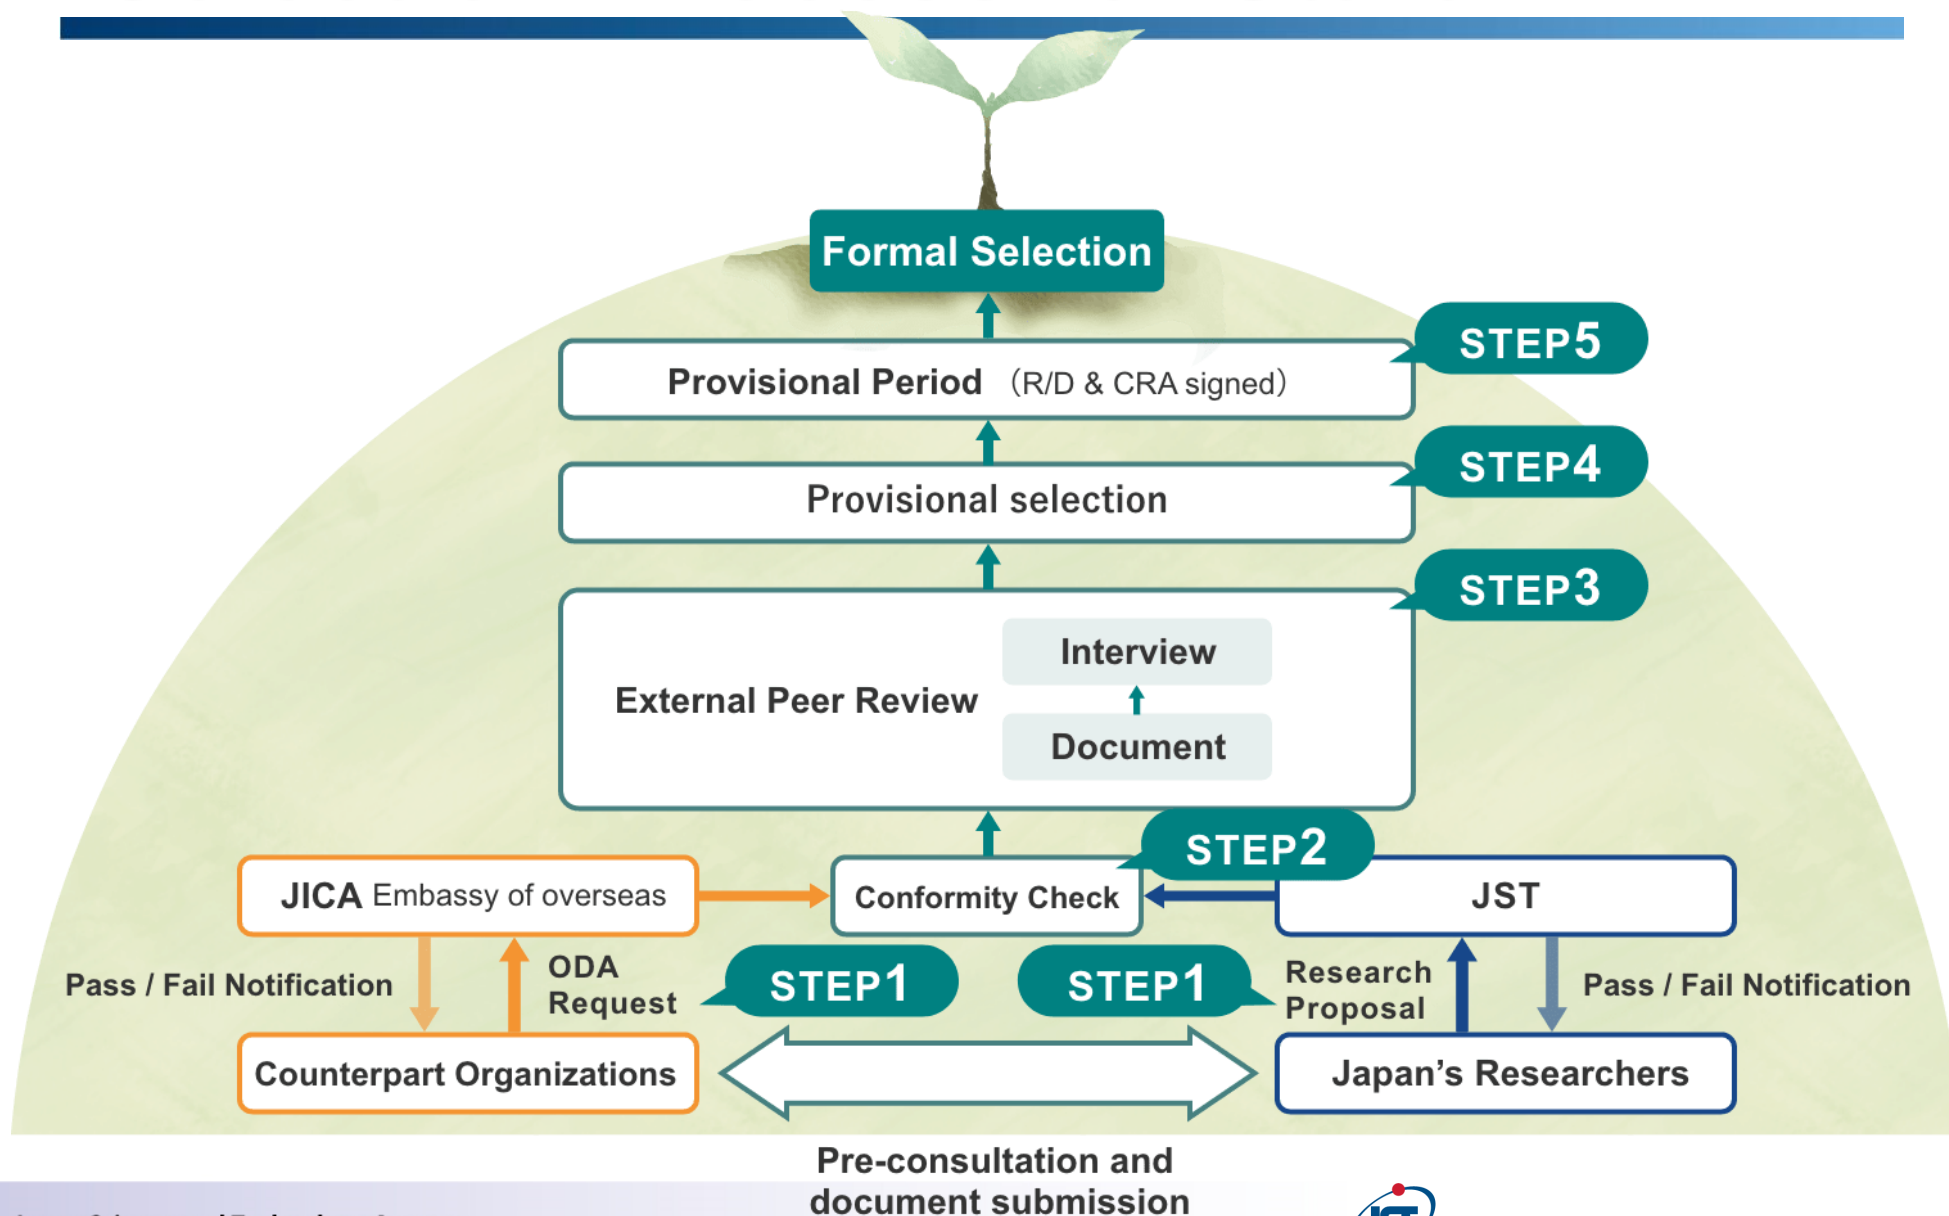 Formal Selection
STEP5
Provisional Period （R/D & CRA signed）
STEP4
Provisional selection
STEP3
Interview
External Peer Review
Document
STEP2
JICA Embassy of overseas
Conformity Check
JST
Pass / Fail Notification
ODA
Request
STEP1
STEP1
Research
Proposal
Pass / Fail Notification
Counterpart Organizations
Japan’s Researchers
Pre-consultation and
document submission